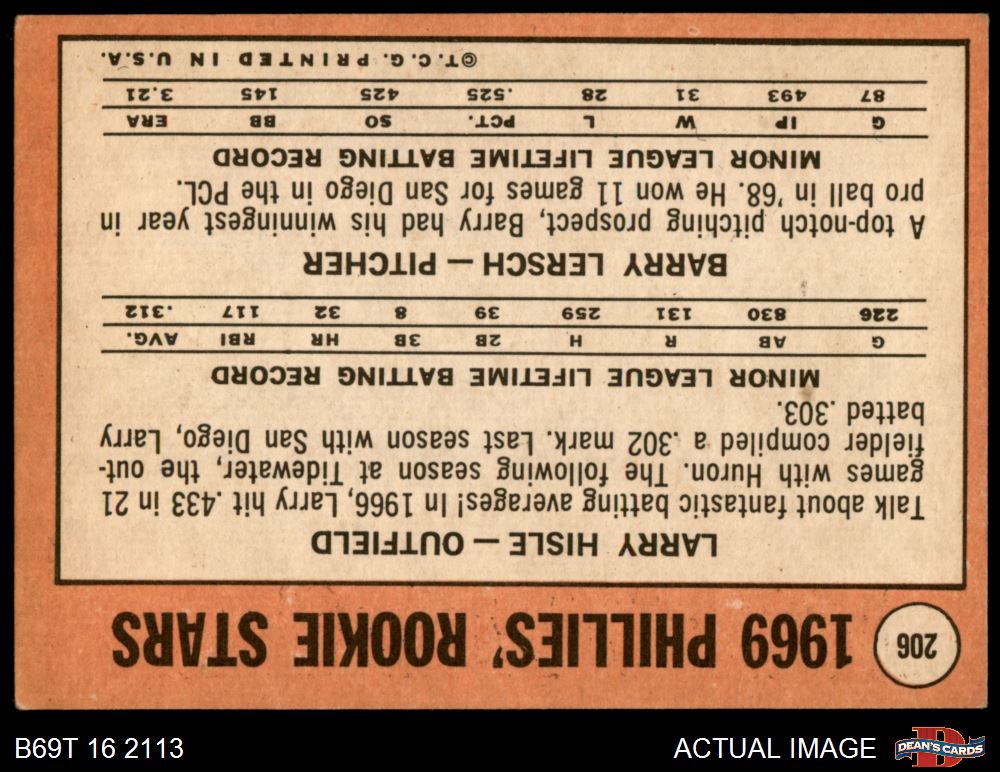 206 1969 PHILLIES' ROOKIE STARS
LARRY HISLE — OUTFIELD
Talk about fantastic batting averages! In 1966, Larry hit .433 in 21
games with Huron. The following season at Tidewater, the out-
fielder compiled a .302 mark. Last season with San Diego, Larry
batted .303.
MINOR LEAGUE LIFETIME BATTING RECORD
G AB R H 2B 3B HR RBI AVG.
226 830 131 259 39 8 32 117 .312
BARRY LERSCH — PITCHER
A top-notch pitching prospect, Barry had his winningest year in
pro ball in '68. He won 11 games for San Diego in the PCL.
MINOR LEAGUE LIFETIME BATTING RECORD
G IP W L PCT. SO BB ERA
87 493 31 28 .525 425 145 3.21
©T.C.G. PRINTED IN U.S.A.
B69T 16 2113
ACTUAL IMAGE
DEAN'S CARDS